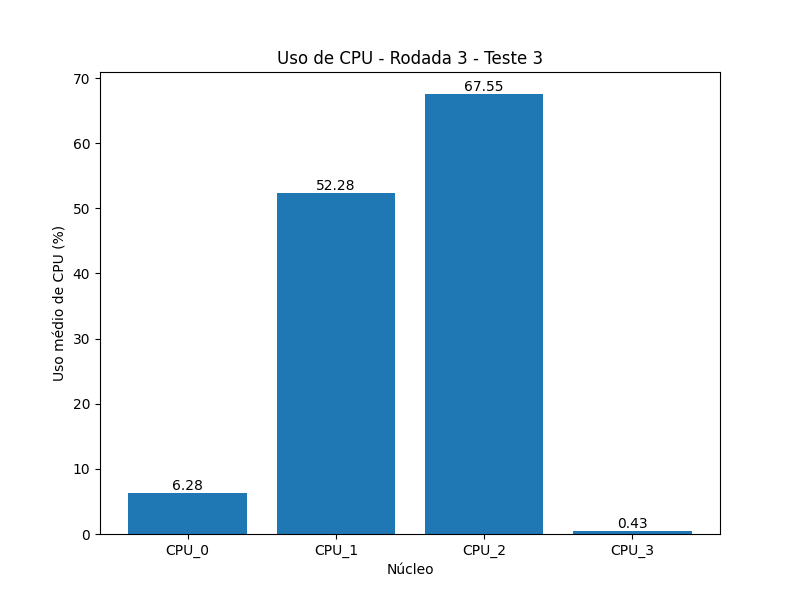 Uso de CPU - Rodada 3 - Teste 3
Uso médio de CPU (%)
70
60
50
40
30
20
10
0
6.28
52.28
67.55
0.43
CPU_0
CPU_1
CPU_2
CPU_3
Núcleo